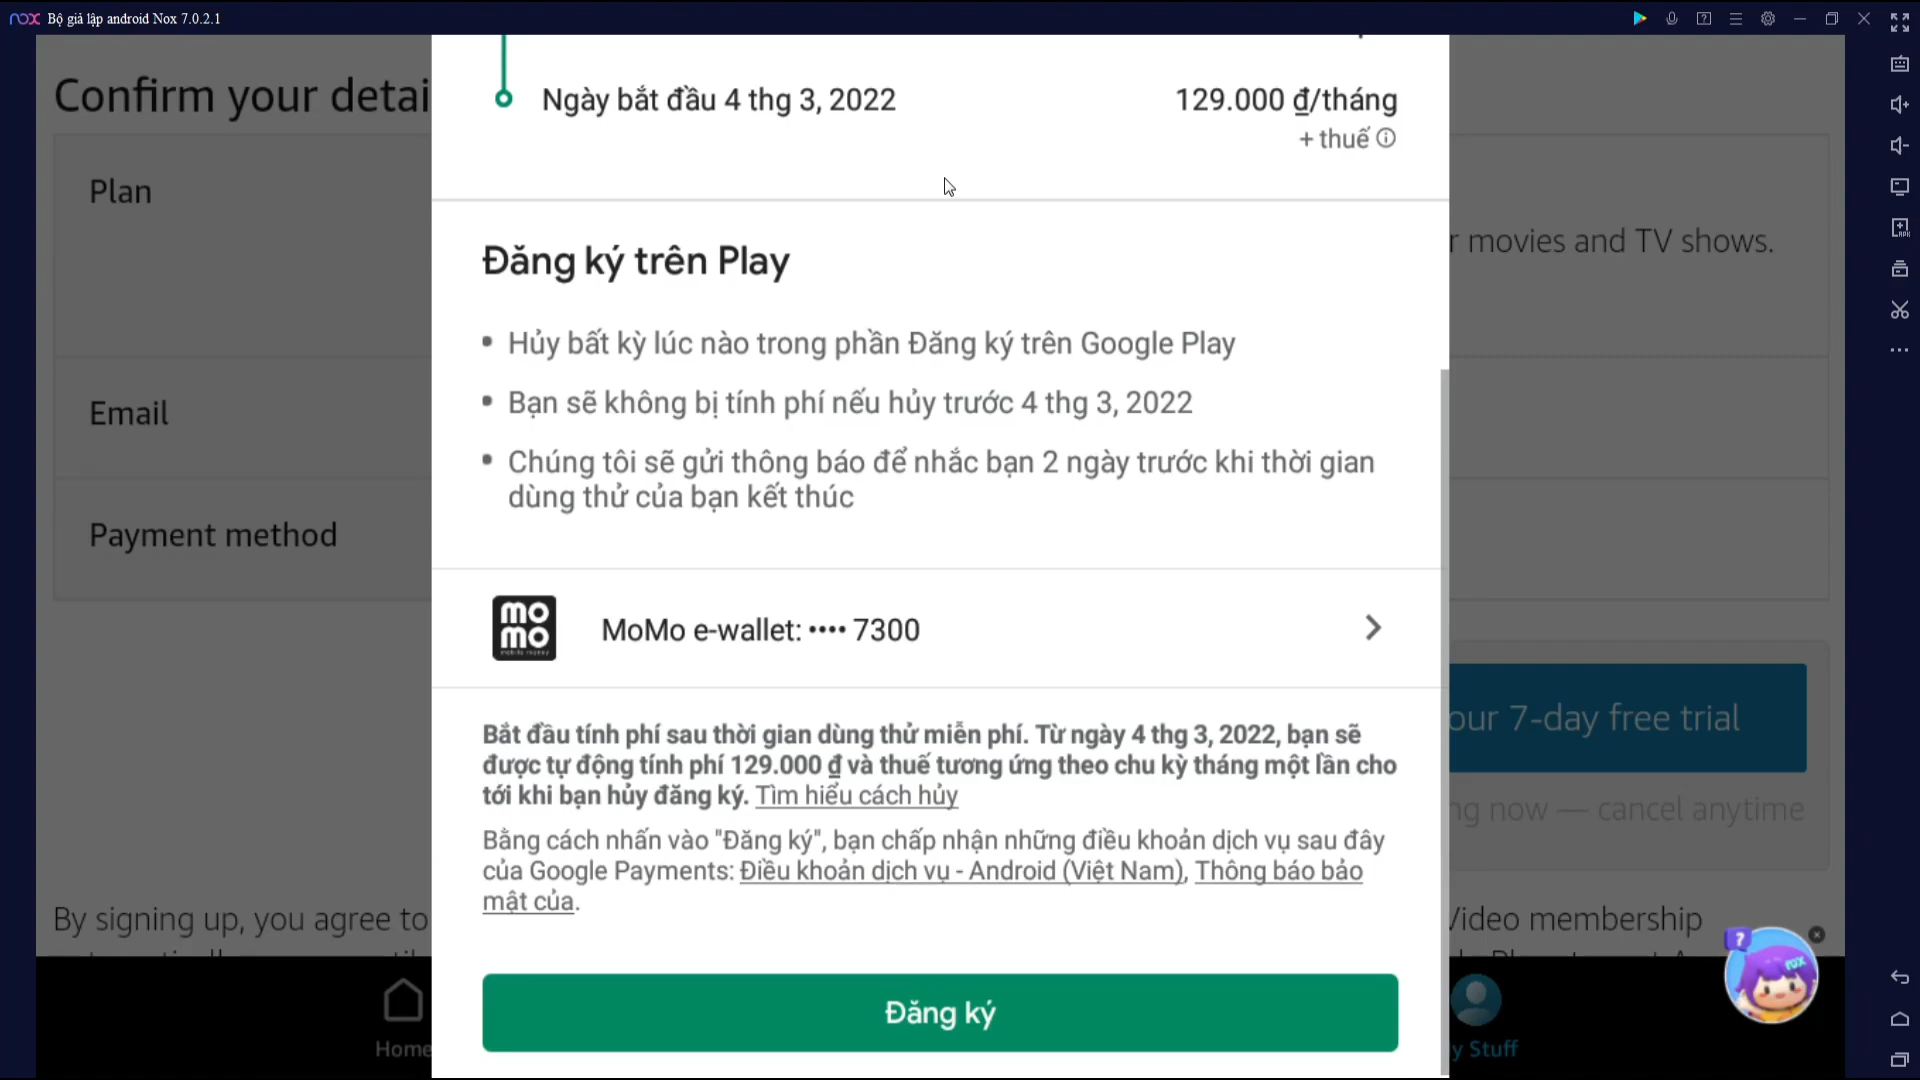 nox Bộ giả lập android Nox 7.0.2.1
Confirm your detai
Ngày bắt đầu 4 thg 3, 2022
129.000 ₫/tháng
+ thuế
Plan
r movies and TV shows.
Đăng ký trên Play
• Hủy bất kỳ lúc nào trong phần Đăng ký trên Google Play
Email
• Bạn sẽ không bị tính phí nếu hủy trước 4 thg 3, 2022
• Chúng tôi sẽ gửi thông báo để nhắc bạn 2 ngày trước khi thời gian
dùng thử của bạn kết thúc
Payment method
MOMO
MoMo e-wallet: •••• 7300
our 7-day free trial
Bắt đầu tính phí sau thời gian dùng thử miễn phí. Từ ngày 4 thg 3, 2022, bạn sẽ
được tự động tính phí 129.000 ₫ và thuế tương ứng theo chu kỳ tháng một lần cho
tới khi bạn hủy đăng ký. Tìm hiểu cách hủy
ng now — cancel anytime
Bằng cách nhấn vào "Đăng ký", bạn chấp nhận những điều khoản dịch vụ sau đây
của Google Payments: Điều khoản dịch vụ - Android (Việt Nam), Thông báo bảo
mật của.
By signing up, you agree to
Video membership
Đăng ký
Home
y Stuff
nox